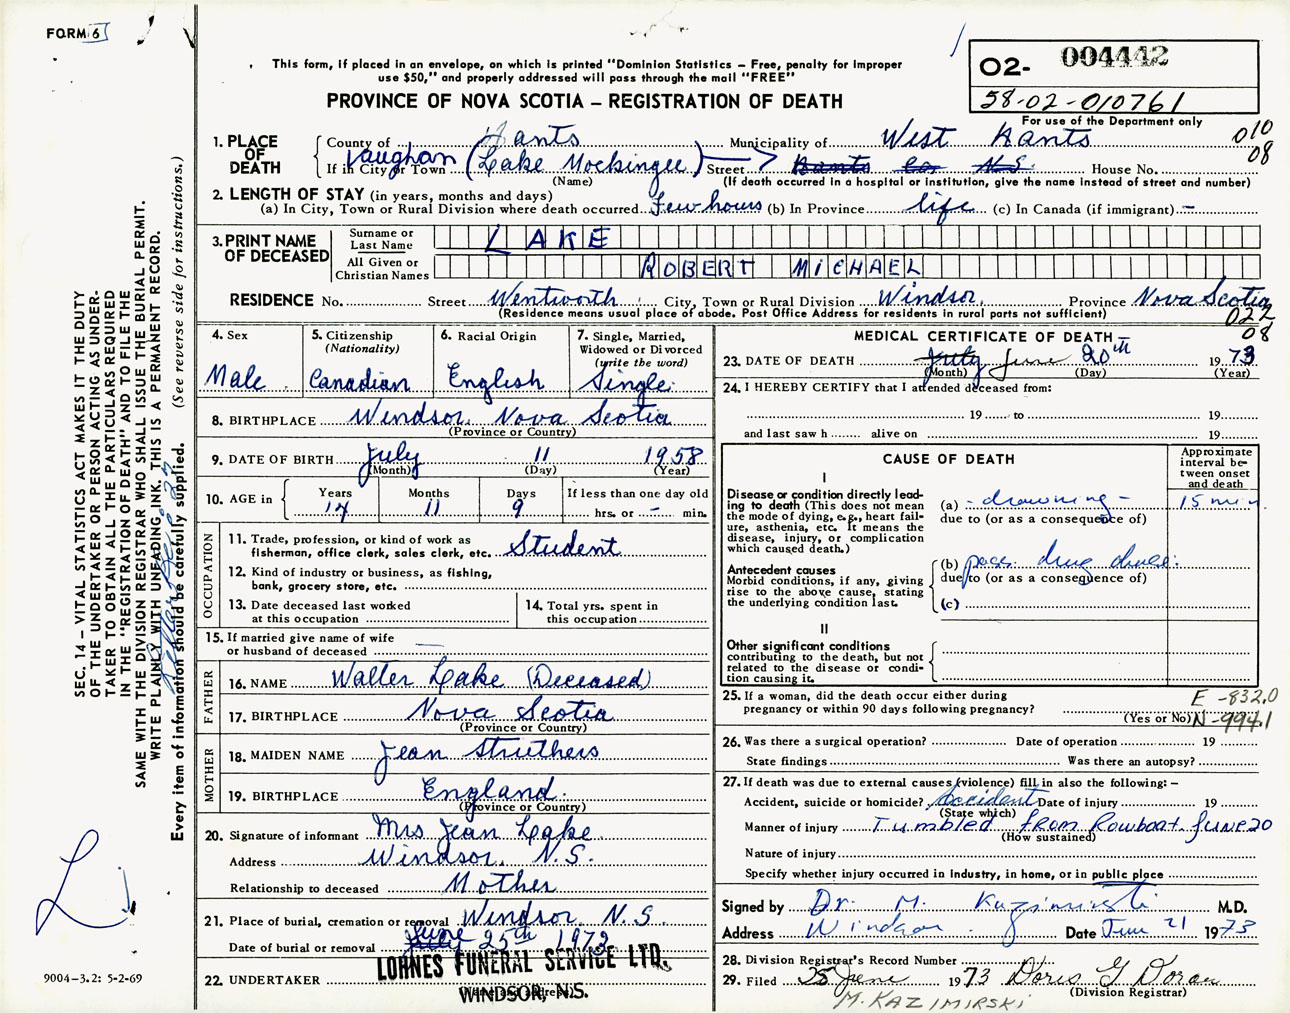 FORM 6
This form, if placed in an envelope, on which is printed "Dominion Statistics – Free, penalty for improper
use $50," and properly addressed will pass through the mail "FREE"
PROVINCE OF NOVA SCOTIA – REGISTRATION OF DEATH
O2- 004442
58-02-010761
For use of the Department only
010
08
1. PLACE OF DEATH
County of Hants Municipality of West Hants
If in City or Town Vaughan (Lake Mockingee) Street Hants Co N.S. House No.
(Name) (If death occurred in a hospital or institution, give the name instead of street and number)
2. LENGTH OF STAY (in years, months and days)
(a) In City, Town or Rural Division where death occurred Few hours (b) In Province life (c) In Canada (if immigrant) –
3. PRINT NAME OF DECEASED
Surname or Last Name LAKE
All Given or Christian Names ROBERT MICHAEL
RESIDENCE No. Street Wentworth City, Town or Rural Division Windsor, Province Nova Scotia
(Residence means usual place of abode. Post Office Address for residents in rural parts not sufficient)
022
08
4. Sex
Male
5. Citizenship
(Nationality)
Canadian
6. Racial Origin
English
7. Single, Married,
Widowed or Divorced
(write the word)
Single
8. BIRTHPLACE Windsor, Nova Scotia
(Province or Country)
9. DATE OF BIRTH July 11 1958
(Month) (Day) (Year)
10. AGE in
Years Months Days If less than one day old
14 11 9 hrs. or – min.
OCCUPATION
11. Trade, profession, or kind of work as
fisherman, office clerk, sales clerk, etc. Student
12. Kind of industry or business, as fishing,
bank, grocery store, etc.
13. Date deceased last worked
at this occupation
14. Total yrs. spent in
this occupation
15. If married give name of wife
or husband of deceased —
FATHER
16. NAME Walter Lake (Deceased)
17. BIRTHPLACE Nova Scotia
(Province or Country)
MOTHER
18. MAIDEN NAME Jean Struthers
19. BIRTHPLACE England.
(Province or Country)
20. Signature of informant Mrs Jean Lake
Address Windsor, N.S.
Relationship to deceased Mother
21. Place of burial, cremation or removal Windsor N.S.
Date of burial or removal June 25th 1973
22. UNDERTAKER LOHNES FUNERAL SERVICE LTD.
WINDSOR, N.S.
MEDICAL CERTIFICATE OF DEATH
23. DATE OF DEATH July June 20th 1973
(Month) (Day) (Year)
24. I HEREBY CERTIFY that I attended deceased from:
19 to 19
and last saw h alive on 19
CAUSE OF DEATH
Approximate
interval be-
tween onset
and death
I
Disease or condition directly lead-
ing to death (This does not mean
the mode of dying, e.g., heart fail-
ure, asthenia, etc. It means the
disease, injury, or complication
which caused death.)
(a) - drowning - 15 min.
due to (or as a consequence of)
Antecedent causes
Morbid conditions, if any, giving
rise to the above cause, stating
the underlying condition last.
(b) poss. drug abuse.
due to (or as a consequence of)
(c)
II
Other significant conditions
contributing to the death, but not
related to the disease or condi-
tion causing it.
25. If a woman, did the death occur either during
pregnancy or within 90 days following pregnancy?
(Yes or No)
E -832.0
N -994.1
26. Was there a surgical operation? Date of operation 19
State findings Was there an autopsy?
27. If death was due to external causes (violence) fill in also the following:–
Accident, suicide or homicide? Accident Date of injury 19
(State which)
Manner of injury Tumbled from Rowboat. June 20
(How sustained)
Nature of injury
Specify whether injury occurred in industry, in home, or in public place
Signed by Dr. M. Kazimirski M.D.
Address Windsor. Date June 21 1973
28. Division Registrar's Record Number
29. Filed 25 June 1973 Doris G Doran
(Division Registrar)
M. KAZIMIRSKI
SEC. 14 – VITAL STATISTICS ACT MAKES IT THE DUTY
OF THE UNDERTAKER OR PERSON ACTING AS UNDER-
TAKER TO OBTAIN ALL THE PARTICULARS REQUIRED
IN THE "REGISTRATION OF DEATH" AND TO FILE THE
SAME WITH THE DIVISION REGISTRAR WHO SHALL ISSUE THE BURIAL PERMIT.
WRITE PLAINLY WITH UNFADING INK. THIS IS A PERMANENT RECORD.
Every item of information should be carefully supplied. (See reverse side for instructions.)
9004-3.2: 5-2-69